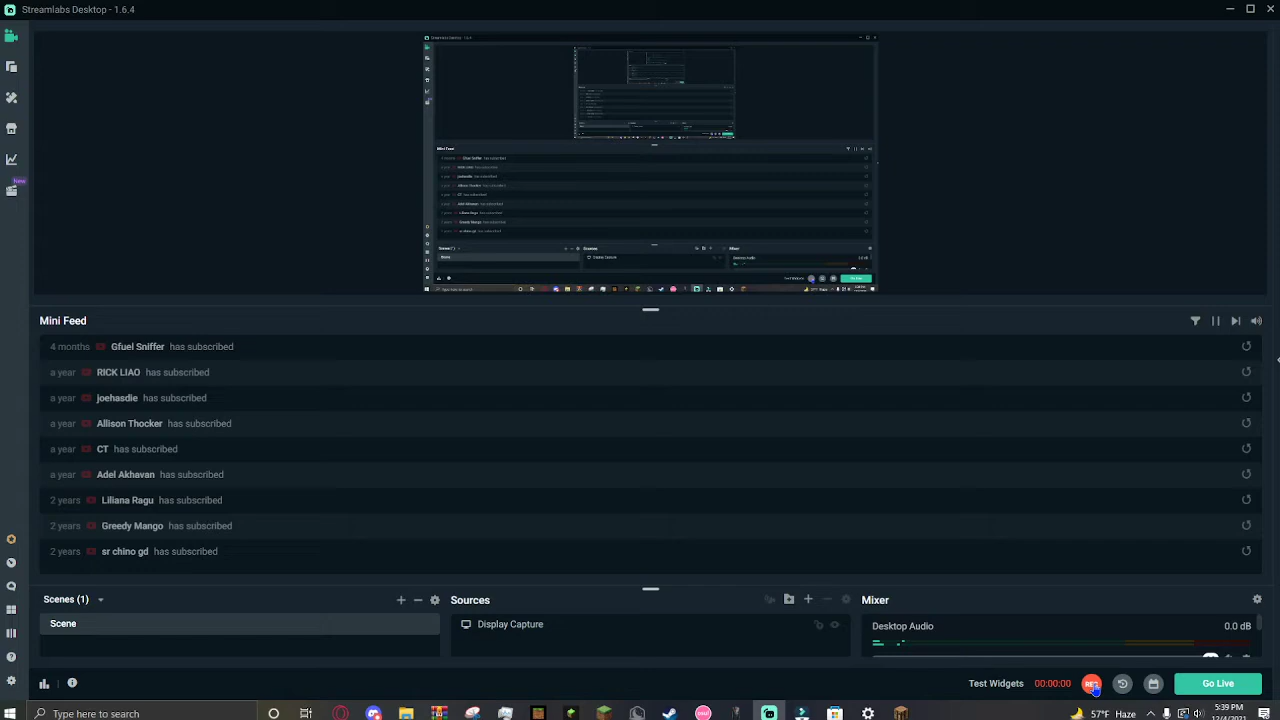 Streamlabs Desktop - 1.6.4
Mini Feed
4 months Gfuel Sniffer has subscribed
a year RICK LIAO has subscribed
a year joehasdie has subscribed
a year Allison Thocker has subscribed
a year CT has subscribed
a year Adel Akhavan has subscribed
2 years Liliana Ragu has subscribed
2 years Greedy Mango has subscribed
2 years sr chino gd has subscribed
New
Scenes (1)
Scene
Sources
Display Capture
Mixer
Desktop Audio 0.0 dB
Test Widgets 00:00:00 REC Go Live
Type here to search
osu!
57°F Haze
5:39 PM